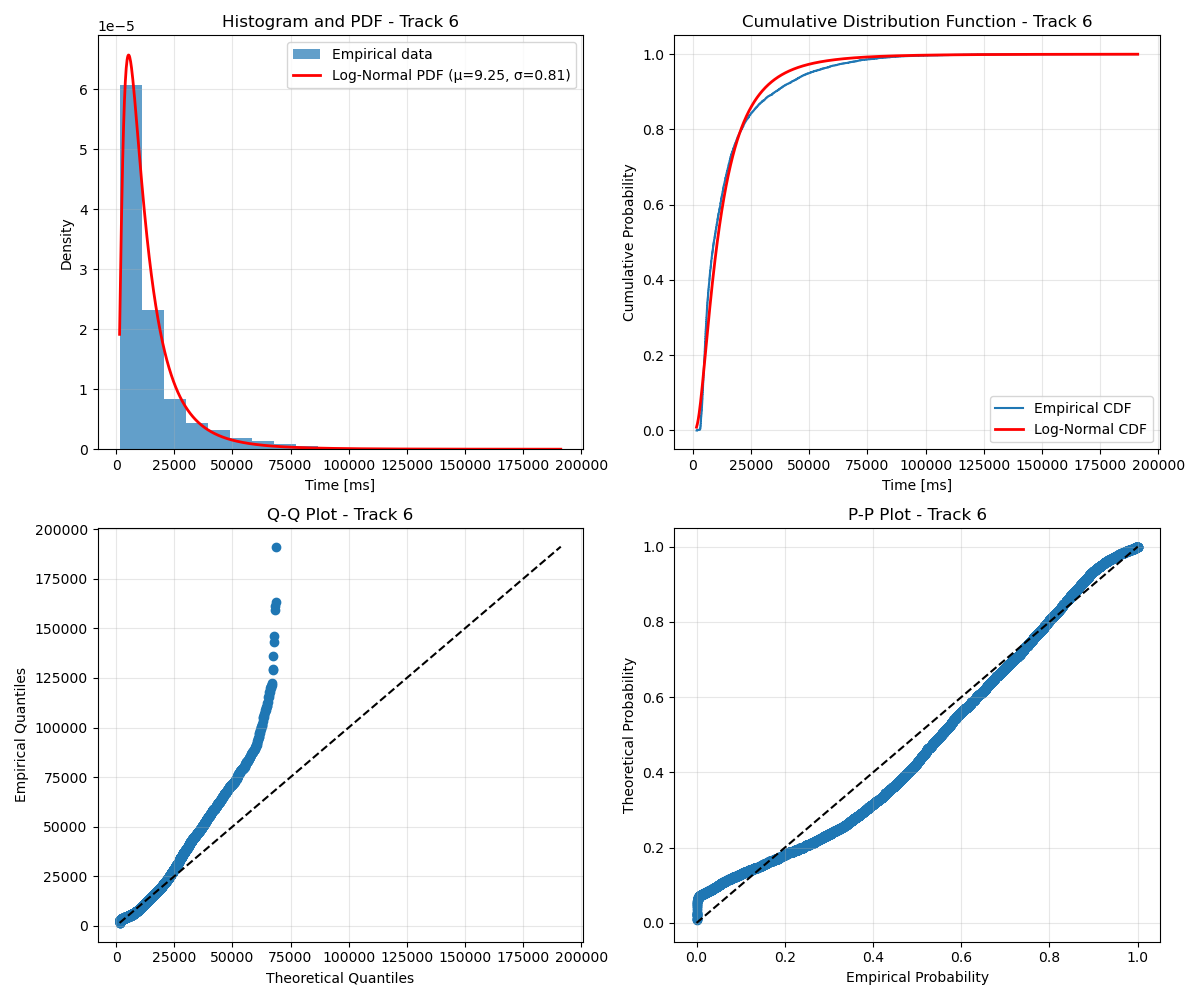 Histogram and PDF - Track 6
1e−5
Empirical data
Log-Normal PDF (μ=9.25, σ=0.81)
6
5
4
3
2
1
0
Density
0 25000 50000 75000 100000 125000 150000 175000 200000
Time [ms]
Cumulative Distribution Function - Track 6
1.0
0.8
0.6
0.4
0.2
0.0
Cumulative Probability
Empirical CDF
Log-Normal CDF
0 25000 50000 75000 100000 125000 150000 175000 200000
Time [ms]
Q-Q Plot - Track 6
200000
175000
150000
125000
100000
75000
50000
25000
0
Empirical Quantiles
0 25000 50000 75000 100000 125000 150000 175000 200000
Theoretical Quantiles
P-P Plot - Track 6
1.0
0.8
0.6
0.4
0.2
0.0
Theoretical Probability
0.0 0.2 0.4 0.6 0.8 1.0
Empirical Probability